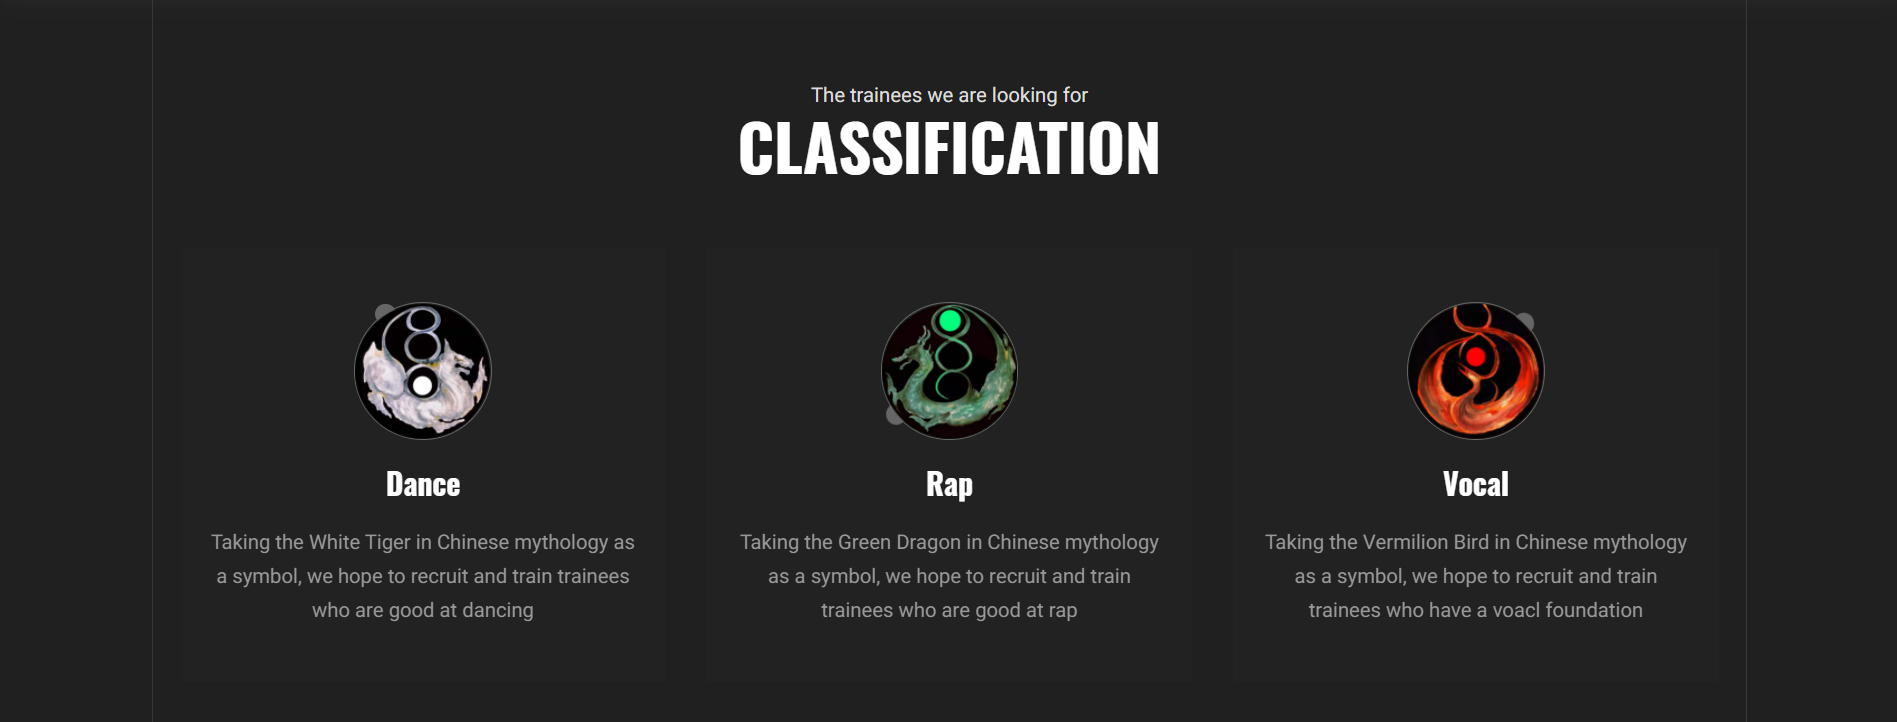 The trainees we are looking for
CLASSIFICATION
Dance
Taking the White Tiger in Chinese mythology as
a symbol, we hope to recruit and train trainees
who are good at dancing
Rap
Taking the Green Dragon in Chinese mythology
as a symbol, we hope to recruit and train
trainees who are good at rap
Vocal
Taking the Vermilion Bird in Chinese mythology
as a symbol, we hope to recruit and train
trainees who have a voacl foundation